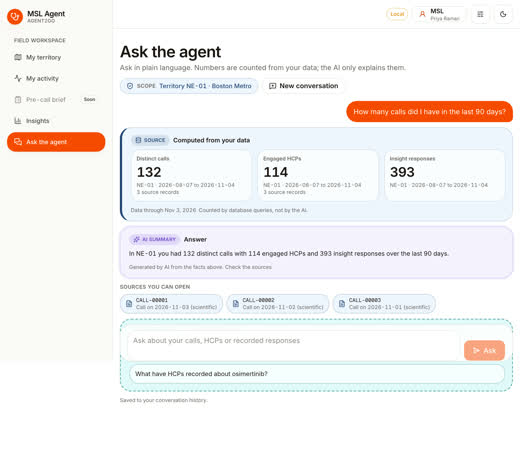 MSL Agent
AGENT2GO
FIELD WORKSPACE
My territory
My activity
Pre-call brief Soon
Insights
Ask the agent
Local
MSL
Priya Raman
Ask the agent
Ask in plain language. Numbers are counted from your data; the AI only explains them.
SCOPE Territory NE-01 · Boston Metro
New conversation
How many calls did I have in the last 90 days?
SOURCE Computed from your data
Distinct calls
132
NE-01 · 2026-08-07 to 2026-11-04
3 source records
Engaged HCPs
114
NE-01 · 2026-08-07 to 2026-11-04
3 source records
Insight responses
393
NE-01 · 2026-08-07 to 2026-11-04
Data through Nov 3, 2026. Counted by database queries, not by the AI.
AI SUMMARY Answer
In NE-01 you had 132 distinct calls with 114 engaged HCPs and 393 insight responses over the last 90 days.
Generated by AI from the facts above. Check the sources
SOURCES YOU CAN OPEN
CALL-00001
Call on 2026-11-03 (scientific)
CALL-00002
Call on 2026-11-02 (scientific)
CALL-00003
Call on 2026-11-01 (scientific)
Ask about your calls, HCPs or recorded responses
Ask
What have HCPs recorded about osimertinib?
Saved to your conversation history.